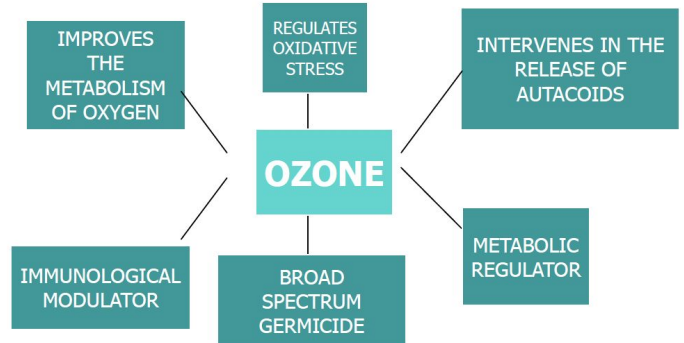 IMPROVES
THE
METABOLISM
OF OXYGEN
REGULATES
OXIDATIVE
STRESS
INTERVENES IN THE
RELEASE OF
AUTACOIDS
OZONE
IMMUNOLOGICAL
MODULATOR
BROAD
SPECTRUM
GERMICIDE
METABOLIC
REGULATOR